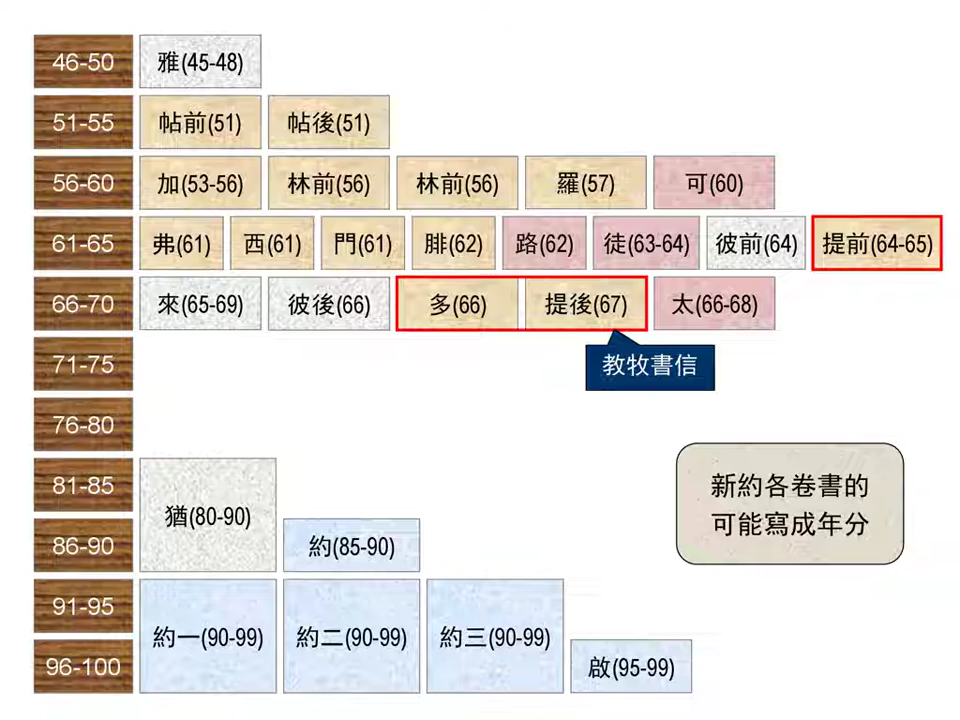 46-50 雅(45-48)
51-55 帖前(51) 帖後(51)
56-60 加(53-56) 林前(56) 林前(56) 羅(57) 可(60)
61-65 弗(61) 西(61) 門(61) 腓(62) 路(62) 徒(63-64) 彼前(64) 提前(64-65)
66-70 來(65-69) 彼後(66) 多(66) 提後(67) 太(66-68)
71-75 教牧書信
76-80
81-85
猶(80-90)
86-90 約(85-90)
新約各卷書的
可能寫成年分
91-95
約一(90-99) 約二(90-99) 約三(90-99)
96-100 啟(95-99)